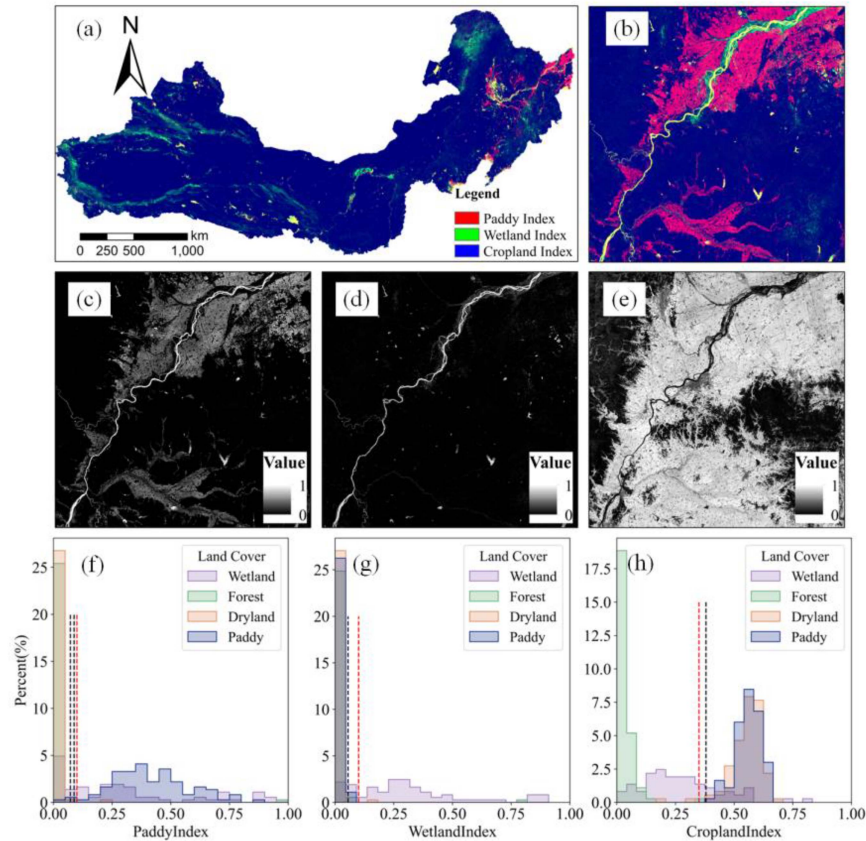 (a)
N
km
0 250 500 1,000
Legend
Paddy Index
Wetland Index
Cropland Index
(b)
(c)
Value
1
0
(d)
Value
1
0
(e)
Value
1
0
(f)
Land Cover
Wetland
Forest
Dryland
Paddy
Percent(%)
25
20
15
10
5
0
0.00 0.25 0.50 0.75 1.00
PaddyIndex
(g)
Land Cover
Wetland
Forest
Dryland
Paddy
25
20
15
10
5
0
0.00 0.25 0.50 0.75 1.00
WetlandIndex
(h)
Land Cover
Wetland
Forest
Dryland
Paddy
17.5
15.0
12.5
10.0
7.5
5.0
2.5
0.0
0.00 0.25 0.50 0.75 1.00
CroplandIndex